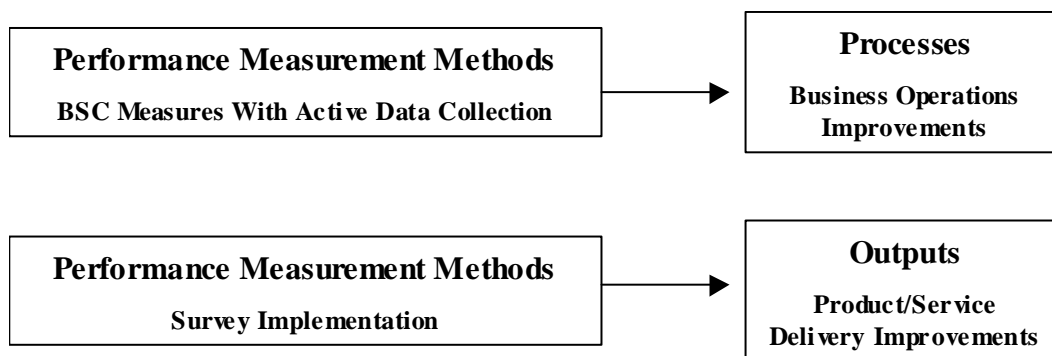 Performance Measurement Methods
BSC Measures With Active Data Collection
Processes
Business Operations
Improvements
Performance Measurement Methods
Survey Implementation
Outputs
Product/Service
Delivery Improvements